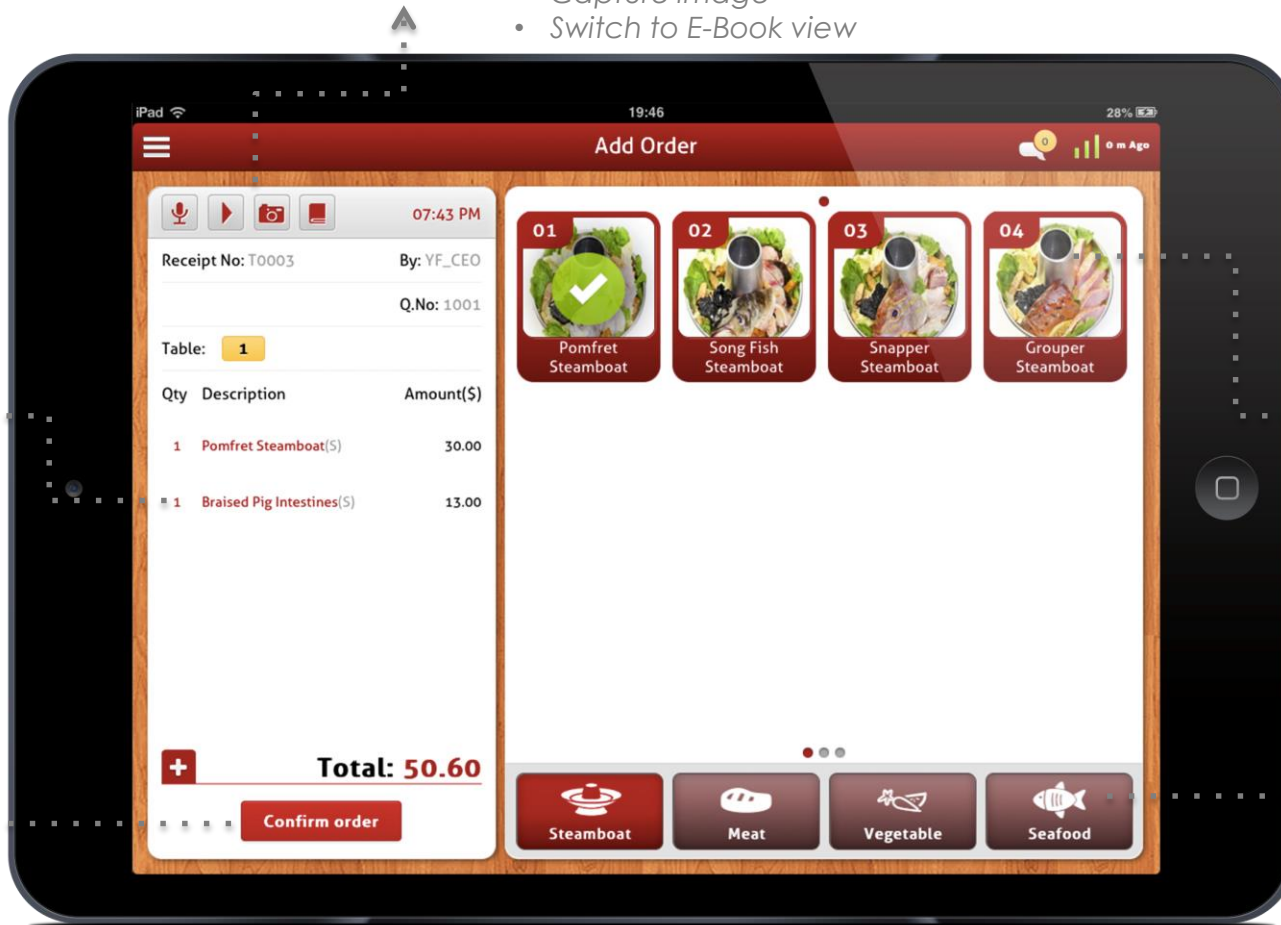 Capture Image
• Switch to E-Book view
iPad 19:46 28%
Add Order
0
0 m Ago
07:43 PM
Receipt No: T0003 By: YF_CEO
Q.No: 1001
Table: 1
Qty Description Amount($)
1 Pomfret Steamboat(S) 30.00
1 Braised Pig Intestines(S) 13.00
+ Total: 50.60
Confirm order
01
Pomfret
Steamboat
02
Song Fish
Steamboat
03
Snapper
Steamboat
04
Grouper
Steamboat
Steamboat Meat Vegetable Seafood